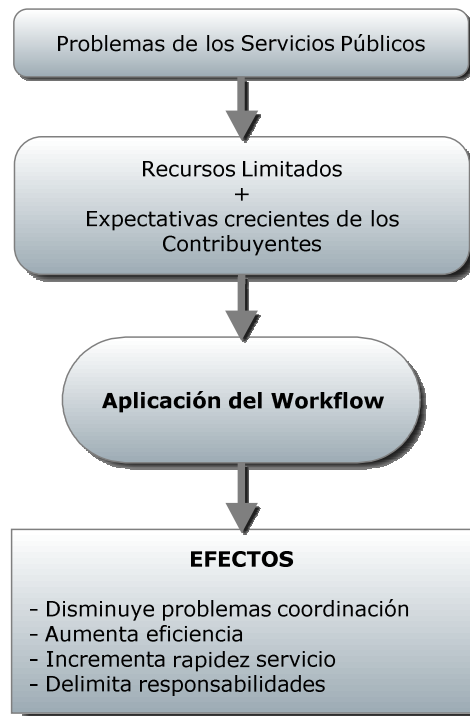 Problemas de los Servicios Públicos
Recursos Limitados
+
Expectativas crecientes de los
Contribuyentes
Aplicación del Workflow
EFECTOS
- Disminuye problemas coordinación
- Aumenta eficiencia
- Incrementa rapidez servicio
- Delimita responsabilidades